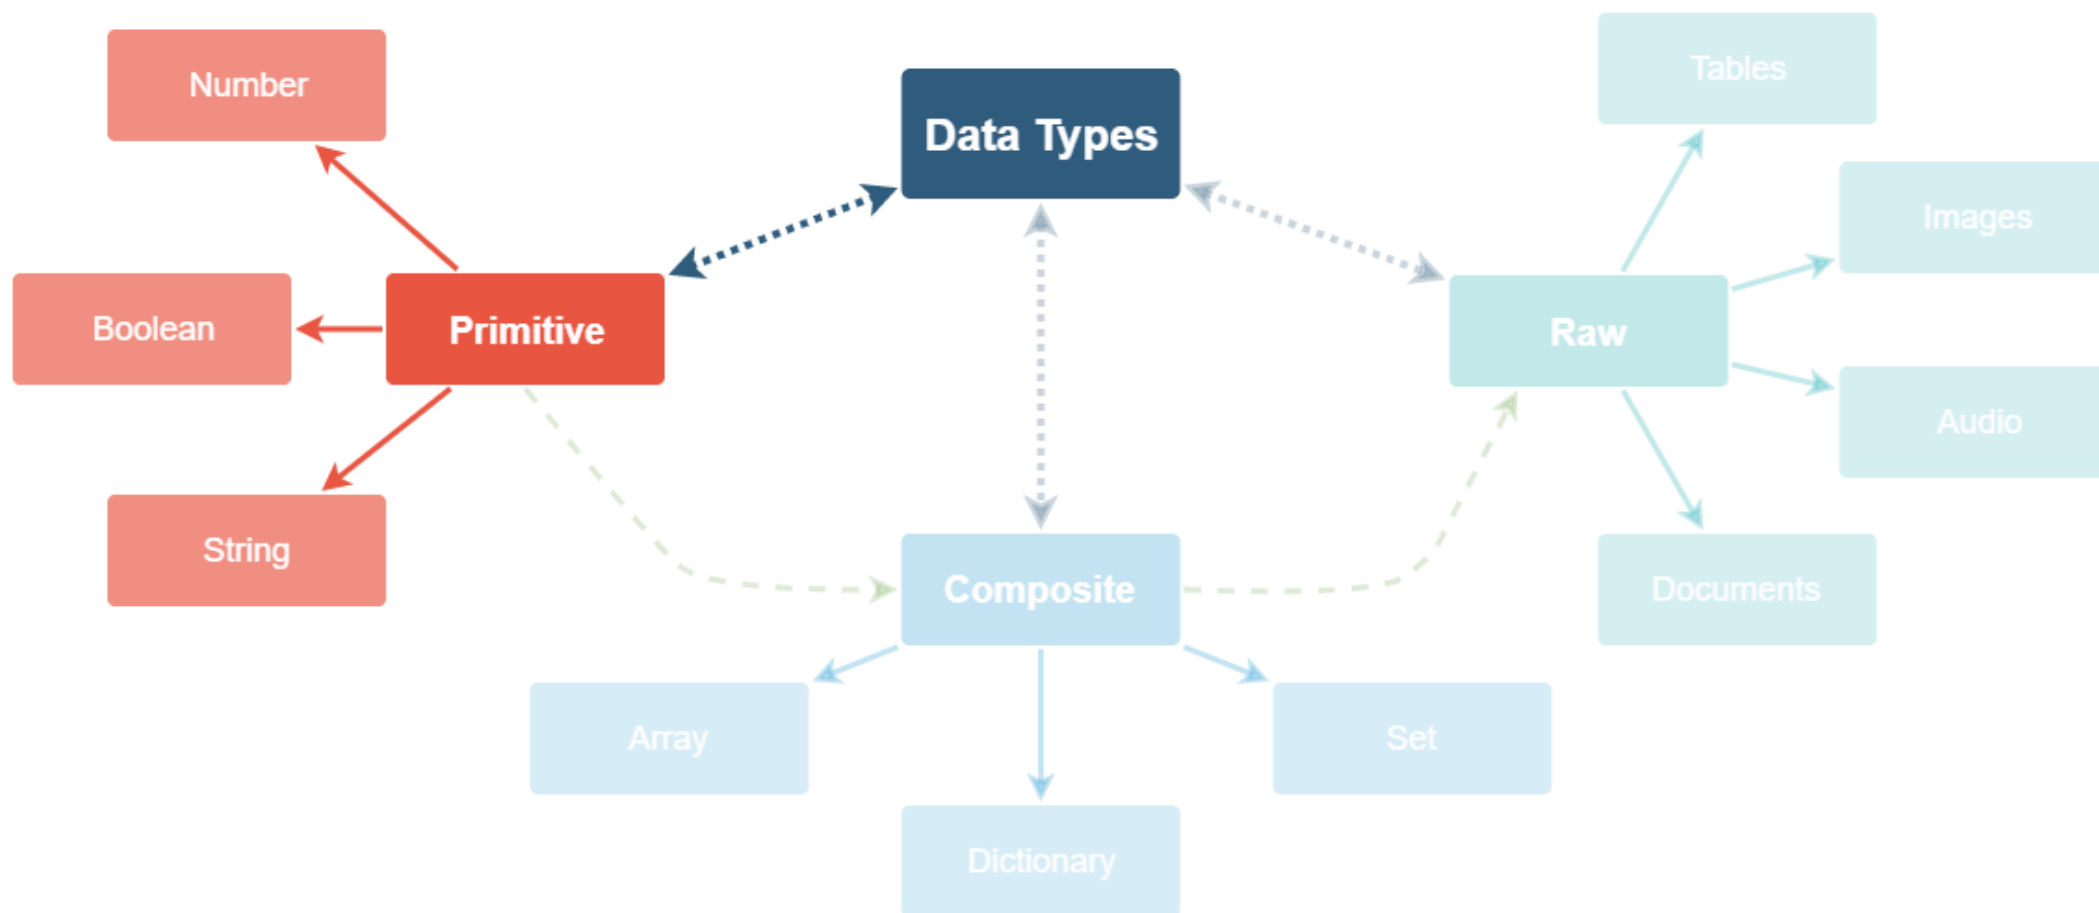 Data Types
Primitive
Number
Boolean
String
Composite
Array
Dictionary
Set
Raw
Tables
Images
Audio
Documents